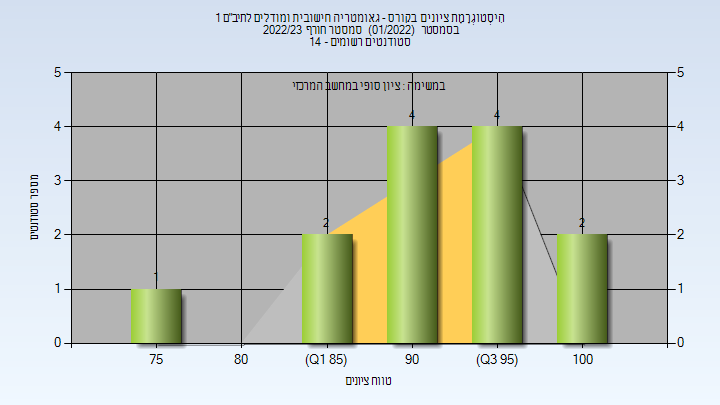 היסטוגרמת ציונים בקורס - גאומטריה חישובית ומודלים לתיב"ם 1
בסמסטר (01/2022) סמסטר חורף 2022/23
סטודנטים רשומים - 14
במשימה : ציון סופי במחשב המרכזי
5 5
4 4 4 4
3 3
2 2 2 2
1 1 1
0 0
75 80 (Q1 85) 90 (Q3 95) 100
מספר סטודנטים
טווח ציונים